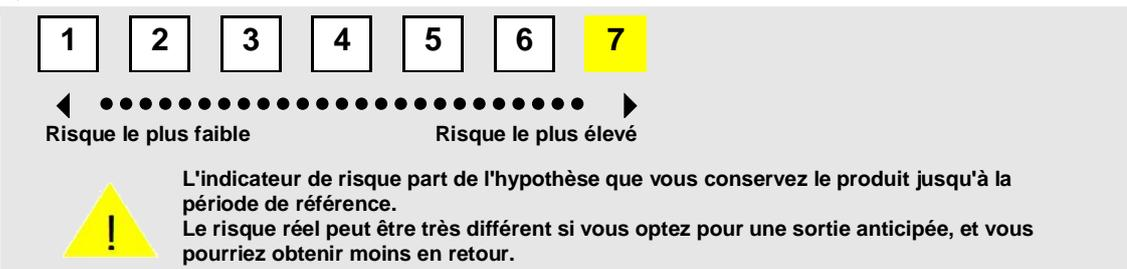 1 2 3 4 5 6 7
Risque le plus faible Risque le plus élevé
L'indicateur de risque part de l'hypothèse que vous conservez le produit jusqu'à la
période de référence.
!
Le risque réel peut être très différent si vous optez pour une sortie anticipée, et vous
pourriez obtenir moins en retour.